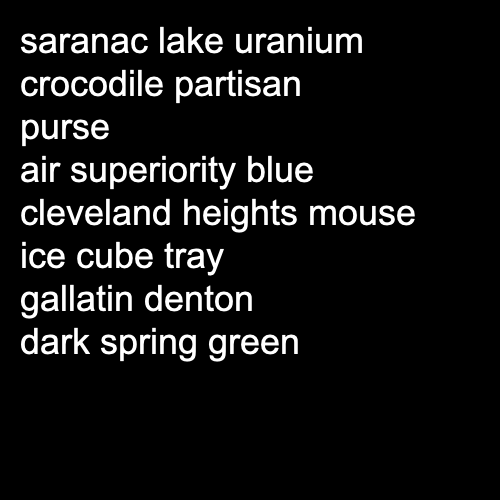 saranac lake uranium
crocodile partisan
purse
air superiority blue
cleveland heights mouse
ice cube tray
gallatin denton
dark spring green